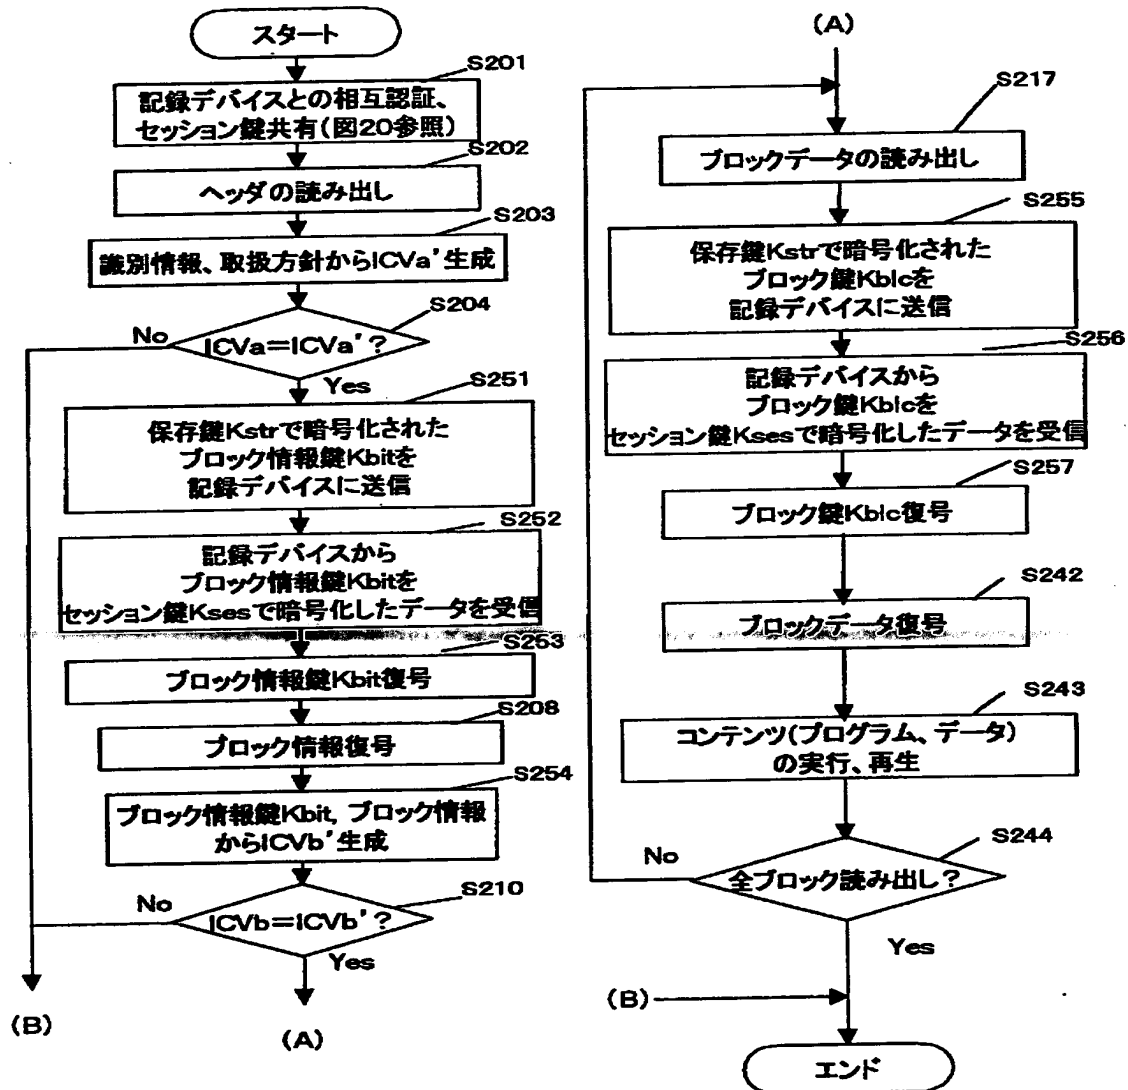 スタート
S201
記録デバイスとの相互認証、
セッション鍵共有(図20参照)
S202
ヘッダの読み出し
S203
識別情報、取扱方針からICVa'生成
S204
ICVa=ICVa'?
No
Yes
S251
保存鍵Kstrで暗号化された
ブロック情報鍵Kbitを
記録デバイスに送信
S252
記録デバイスから
ブロック情報鍵Kbitを
セッション鍵Ksesで暗号化したデータを受信
S253
ブロック情報鍵Kbit復号
S208
ブロック情報復号
S254
ブロック情報鍵Kbit, ブロック情報
からICVb'生成
S210
ICVb=ICVb'?
No
Yes
(B)
(A)
(A)
S217
ブロックデータの読み出し
S255
保存鍵Kstrで暗号化された
ブロック鍵Kblcを
記録デバイスに送信
S256
記録デバイスから
ブロック鍵Kblcを
セッション鍵Ksesで暗号化したデータを受信
S257
ブロック鍵Kblc復号
S242
ブロックデータ復号
S243
コンテンツ(プログラム、データ)
の実行、再生
S244
全ブロック読み出し?
No
Yes
(B)
エンド